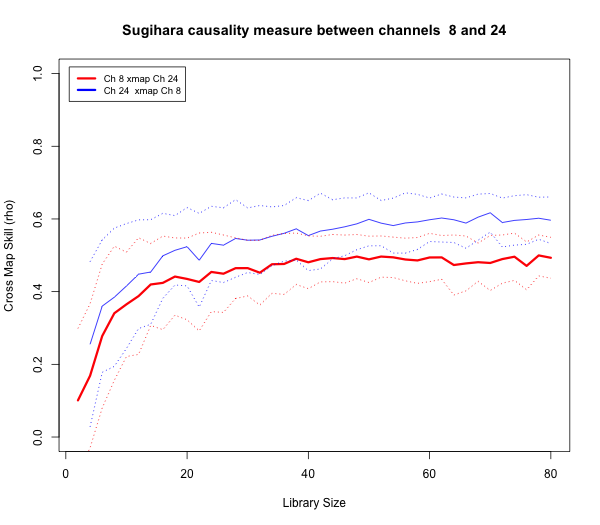 Sugihara causality measure between channels  8 and 24
Ch 8 xmap Ch 24
Ch 24  xmap Ch 8
Cross Map Skill (rho)
1.0
0.8
0.6
0.4
0.2
0.0
0 20 40 60 80
Library Size